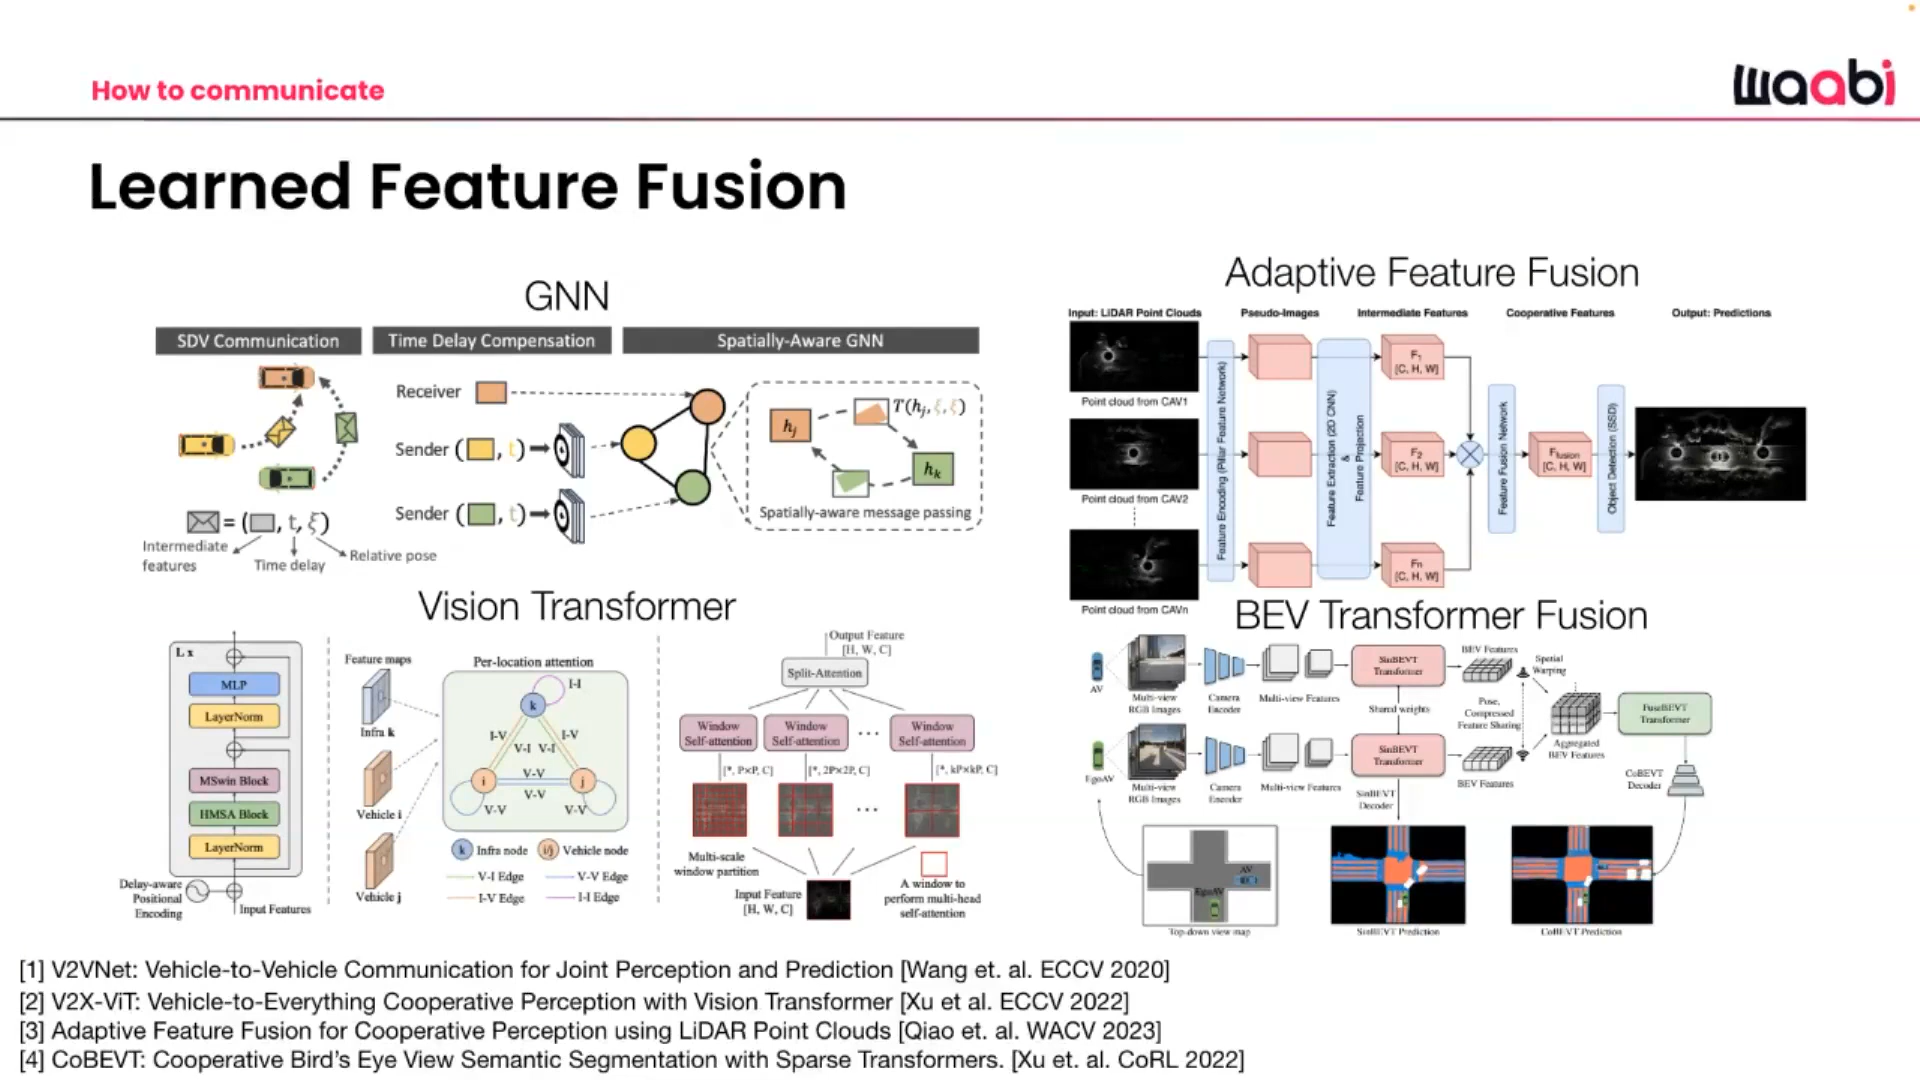 How to communicate
waabi
Learned Feature Fusion
GNN
SDV Communication
Time Delay Compensation
Spatially-Aware GNN
Receiver
Sender ( , t)
Sender ( , t)
= ( , t, ξ)
Intermediate
features
Time delay
Relative pose
hj
T(hj, ξ, ξ)
hk
Spatially-aware message passing
Adaptive Feature Fusion
Input: LiDAR Point Clouds
Pseudo-Images
Intermediate Features
Cooperative Features
Output: Predictions
Point cloud from CAV1
Point cloud from CAV2
Point cloud from CAVn
Feature Encoding (Pillar Feature Network)
Feature Extraction (2D CNN)
&
Feature Projection
F1
[C, H, W]
F2
[C, H, W]
Fn
[C, H, W]
Feature Fusion Network
Ffusion
[C, H, W]
Object Detection (SSD)
Vision Transformer
L x
MLP
LayerNorm
MSwin Block
HMSA Block
LayerNorm
Delay-aware
Positional
Encoding
Input Features
Feature maps
Infra k
Vehicle i
Vehicle j
Per-location attention
k
I-I
I-V
I-V
V-I
V-I
i
j
V-V
V-V
V-V
V-V
k Infra node
i/j Vehicle node
V-I Edge
V-V Edge
I-V Edge
I-I Edge
Output Feature
[H, W, C]
Split-Attention
Window
Self-attention
Window
Self-attention
...
Window
Self-attention
[*, P×P, C]
[*, 2P×2P, C]
[*, kP×kP, C]
...
Multi-scale
window partition
Input Feature
[H, W, C]
A window to
perform multi-head
self-attention
BEV Transformer Fusion
AV
Multi-view
RGB Images
Camera
Encoder
Multi-view Features
SinBEVT
Transformer
BEV Features
Spatial
Warping
Shared weights
Pose,
Compressed
Feature Sharing
Aggregated
BEV Features
FuseBEVT
Transformer
EgoAV
Multi-view
RGB Images
Camera
Encoder
Multi-view Features
SinBEVT
Transformer
BEV Features
SinBEVT
Decoder
CoBEVT
Decoder
AV
EgoAV
Top-down view map
SinBEVT Prediction
CoBEVT Prediction
[1] V2VNet: Vehicle-to-Vehicle Communication for Joint Perception and Prediction [Wang et. al. ECCV 2020]
[2] V2X-ViT: Vehicle-to-Everything Cooperative Perception with Vision Transformer [Xu et al. ECCV 2022]
[3] Adaptive Feature Fusion for Cooperative Perception using LiDAR Point Clouds [Qiao et. al. WACV 2023]
[4] CoBEVT: Cooperative Bird’s Eye View Semantic Segmentation with Sparse Transformers. [Xu et. al. CoRL 2022]